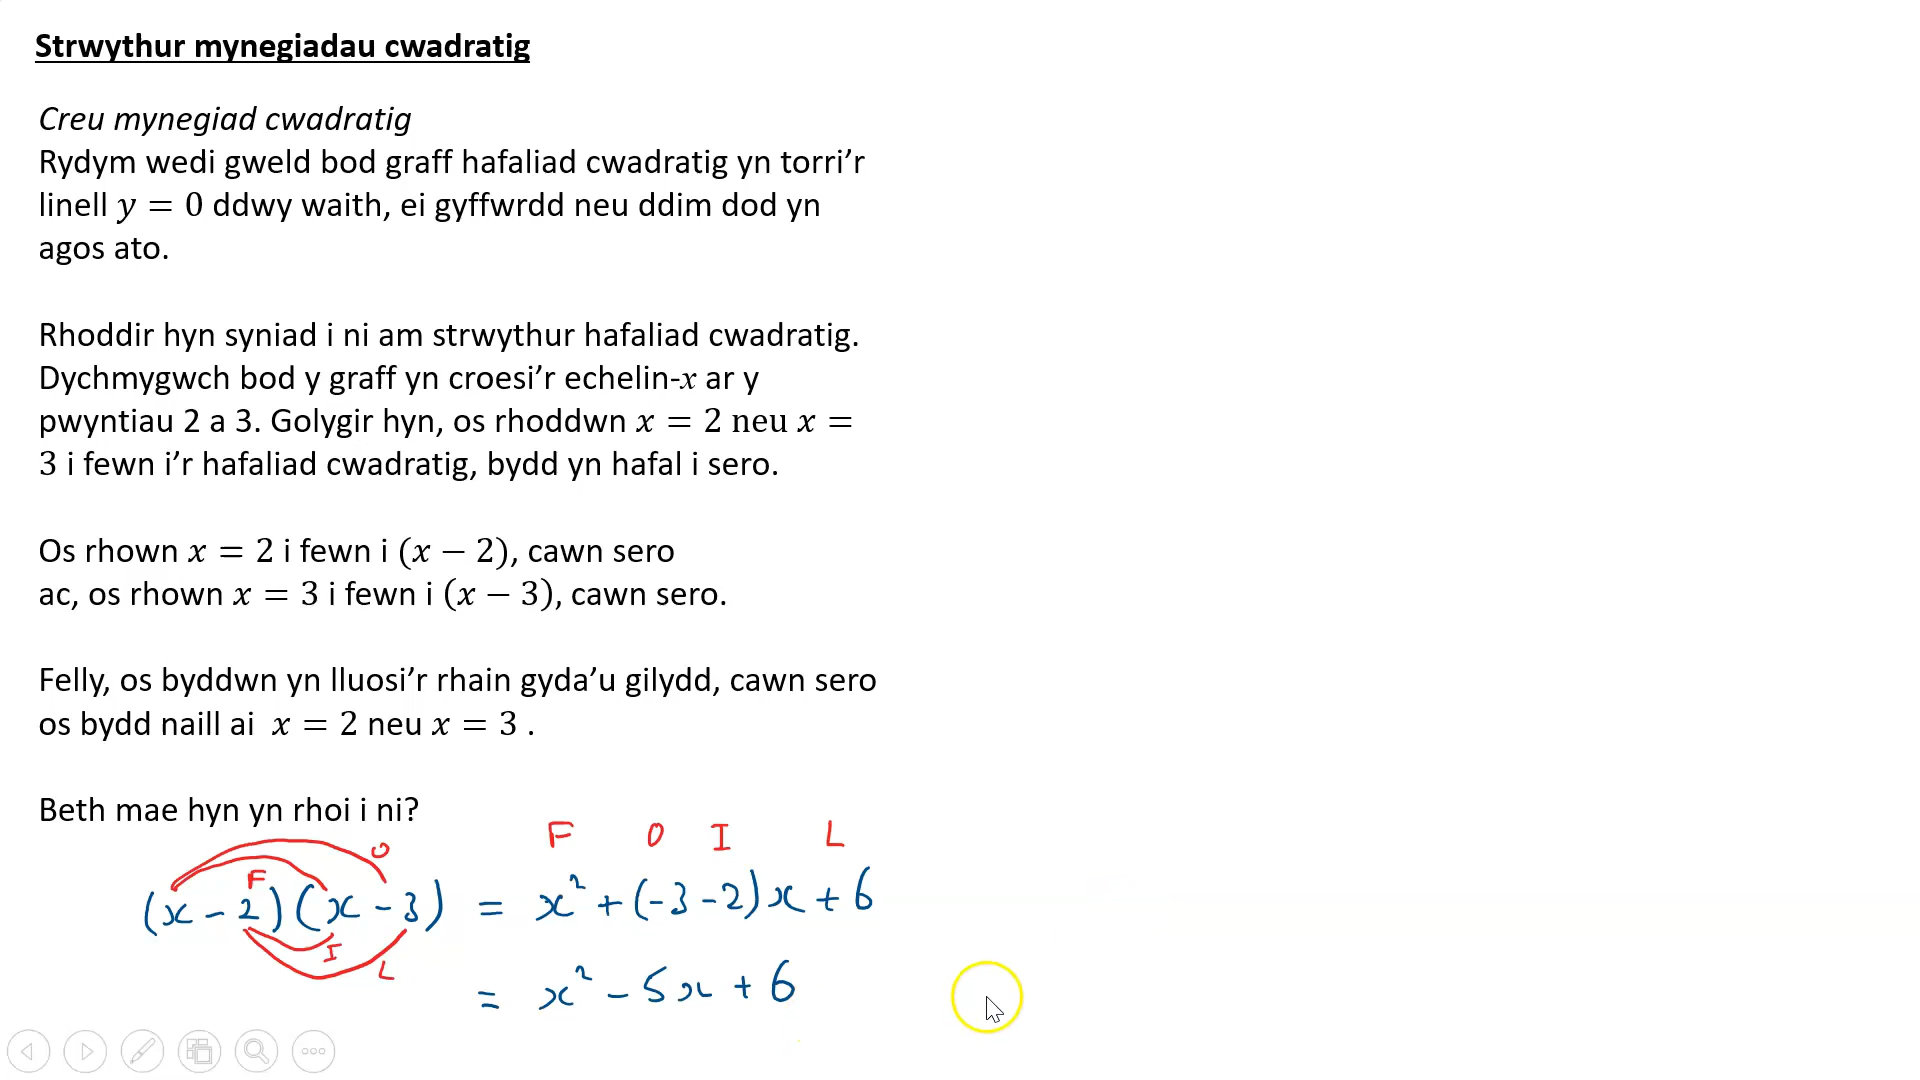 Strwythur mynegiadau cwadratig
Creu mynegiad cwadratig
Rydym wedi gweld bod graff hafaliad cwadratig yn torri’r
linell y = 0 ddwy waith, ei gyffwrdd neu ddim dod yn
agos ato.
Rhoddir hyn syniad i ni am strwythur hafaliad cwadratig.
Dychmygwch bod y graff yn croesi’r echelin-x ar y
pwyntiau 2 a 3. Golygir hyn, os rhoddwn x = 2 neu x =
3 i fewn i’r hafaliad cwadratig, bydd yn hafal i sero.
Os rhown x = 2 i fewn i (x − 2), cawn sero
ac, os rhown x = 3 i fewn i (x − 3), cawn sero.
Felly, os byddwn yn lluosi’r rhain gyda’u gilydd, cawn sero
os bydd naill ai x = 2 neu x = 3 .
Beth mae hyn yn rhoi i ni?
F O I L
O
F
(x − 2)(x − 3) = x² + (−3 − 2)x + 6
I
L
= x² − 5x + 6